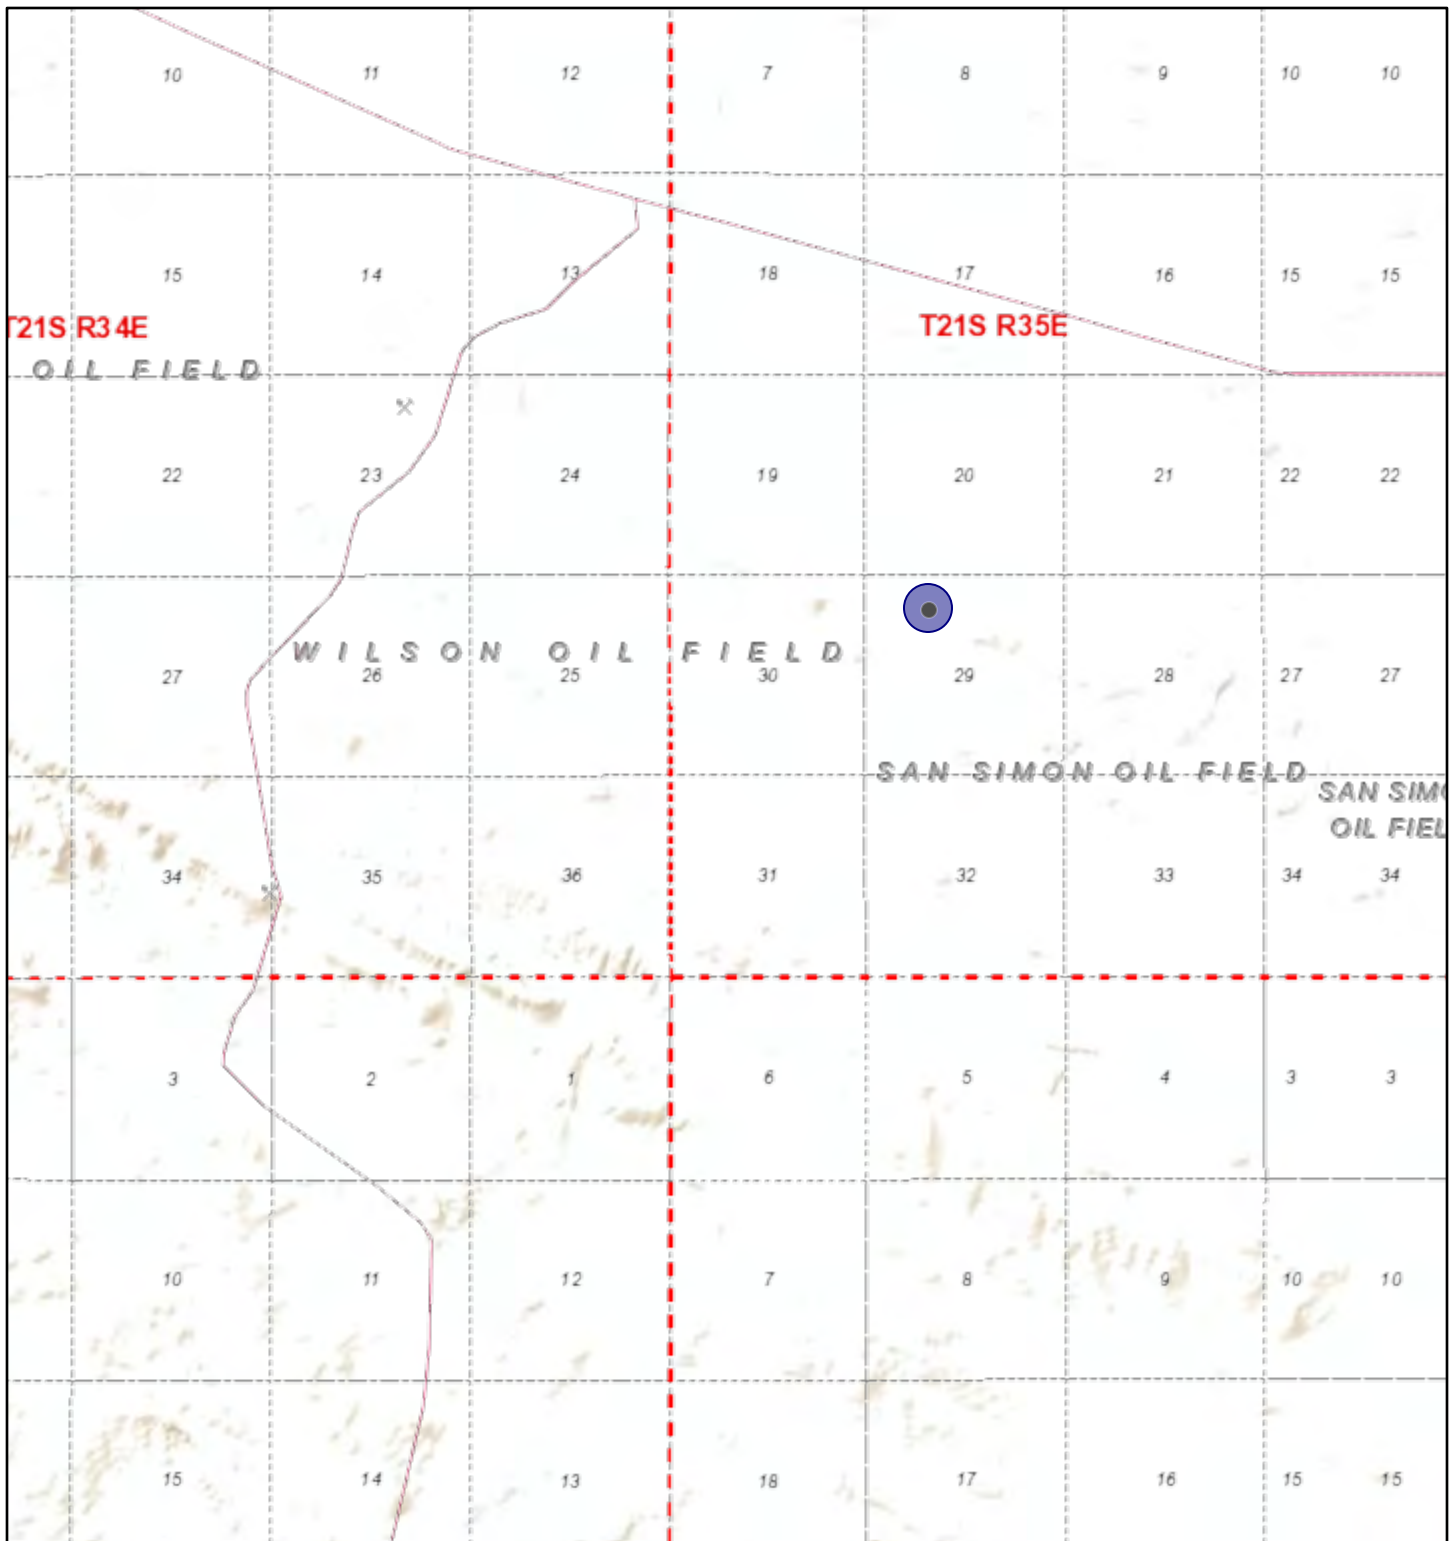 10 11 12 7 8 9 10 10
15 14 13 18 17 16 15 15
T21S R34E T21S R35E
OIL FIELD
22 23 24 19 20 21 22 22
WILSON OIL FIELD
27 26 25 30 29 28 27 27
SAN SIMON OIL FIELD
SAN SIMO
OIL FIEL
34 35 36 31 32 33 34 34
3 2 1 6 5 4 3 3
10 11 12 7 8 9 10 10
15 14 13 18 17 16 15 15